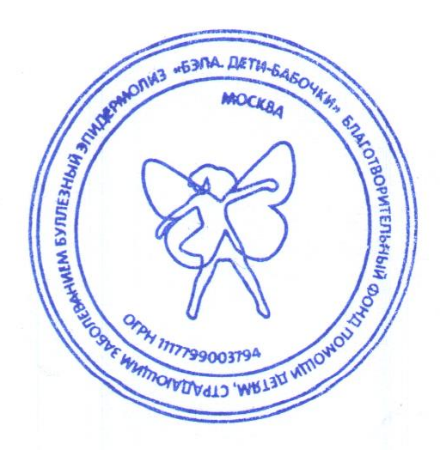 БЛАГОТВОРИТЕЛЬНЫЙ ФОНД ПОМОЩИ ДЕТЯМ, СТРАДАЮЩИМ ЗАБОЛЕВАНИЕМ БУЛЛЕЗНЫЙ ЭПИДЕРМОЛИЗ «БЭЛА. ДЕТИ-БАБОЧКИ»
МОСКВА
ОГРН 1117799003794